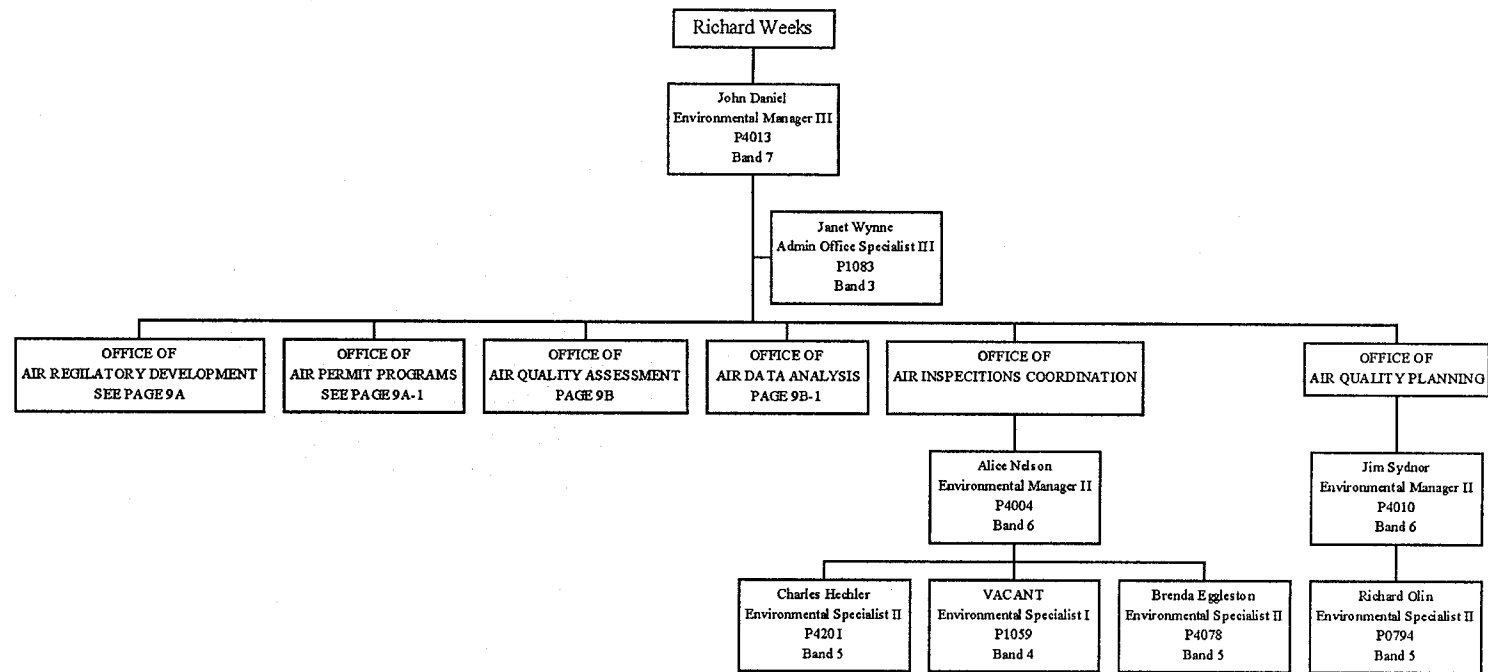 Richard Weeks
John Daniel
Environmental Manager III
P4013
Band 7
Janet Wynne
Admin Office Specialist III
P1083
Band 3
OFFICE OF
AIR REGILATORY DEVELOPMENT
SEE PAGE 9A
OFFICE OF
AIR PERMIT PROGRAMS
SEE PAGE 9A-1
OFFICE OF
AIR QUALITY ASSESSMENT
PAGE 9B
OFFICE OF
AIR DATA ANALYSIS
PAGE 9B-1
OFFICE OF
AIR INSPECITIONS COORDINATION
OFFICE OF
AIR QUALITY PLANNING
Alice Nelson
Environmental Manager II
P4004
Band 6
Jim Sydnor
Environmental Manager II
P4010
Band 6
Charles Hechler
Environmental Specialist II
P4201
Band 5
VACANT
Environmental Specialist I
P1059
Band 4
Brenda Eggleston
Environmental Specialist II
P4078
Band 5
Richard Olin
Environmental Specialist II
P0794
Band 5